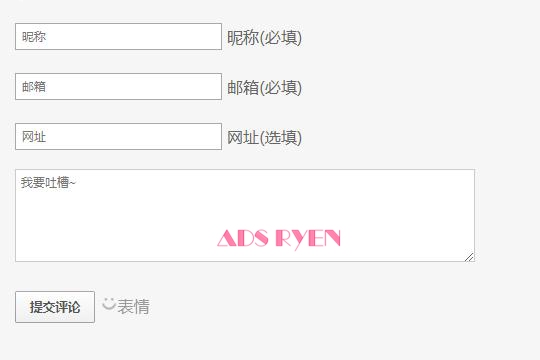 昵称 昵称(必填)
邮箱 邮箱(必填)
网址 网址(选填)
我要吐槽~
ADS RYEN
提交评论 表情